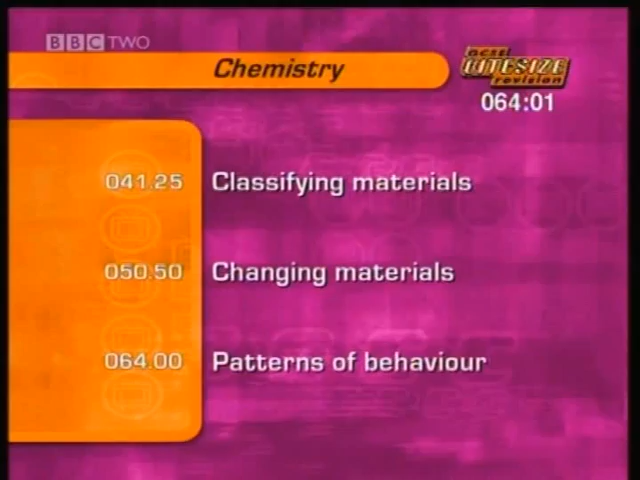 BBC TWO
Chemistry
GCSE
BITESIZE
revision
064:01
041.25 Classifying materials
050.50 Changing materials
064.00 Patterns of behaviour